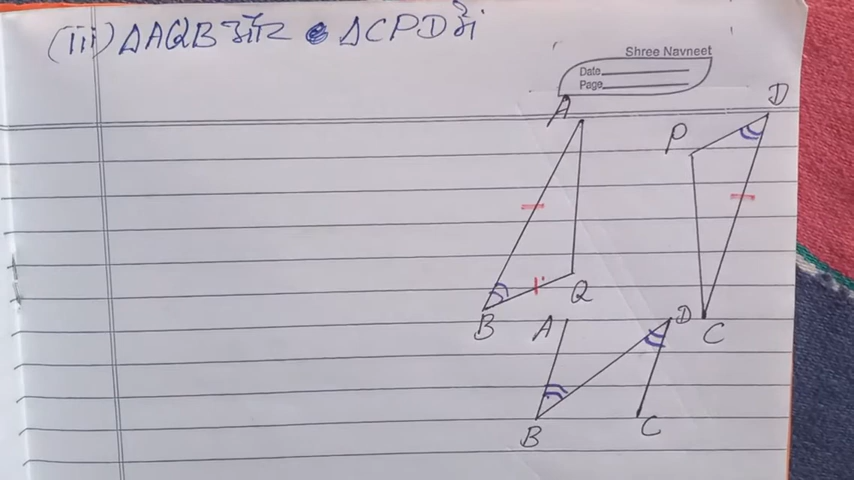 (iii) ΔAQB और ΔCPD में
Shree Navneet
Date
Page
A
D
P
Q
B
A
D
C
B
C